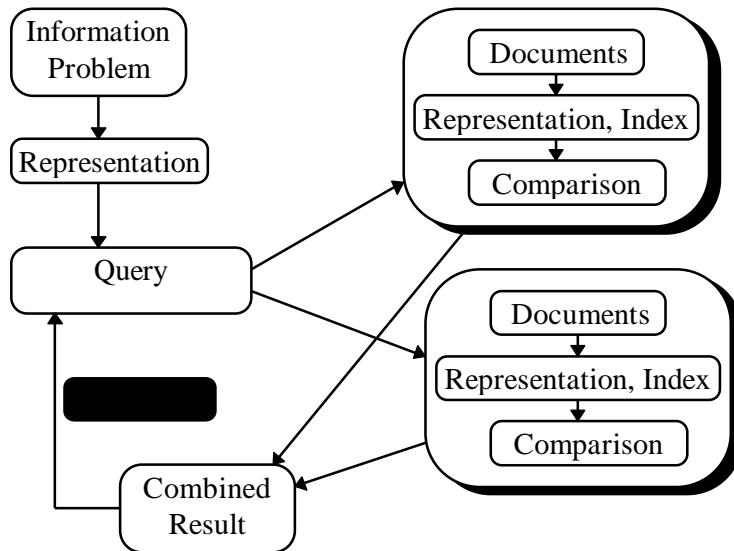 Information
Problem
Representation
Query
Documents
Representation, Index
Comparison
Documents
Representation, Index
Comparison
Combined
Result